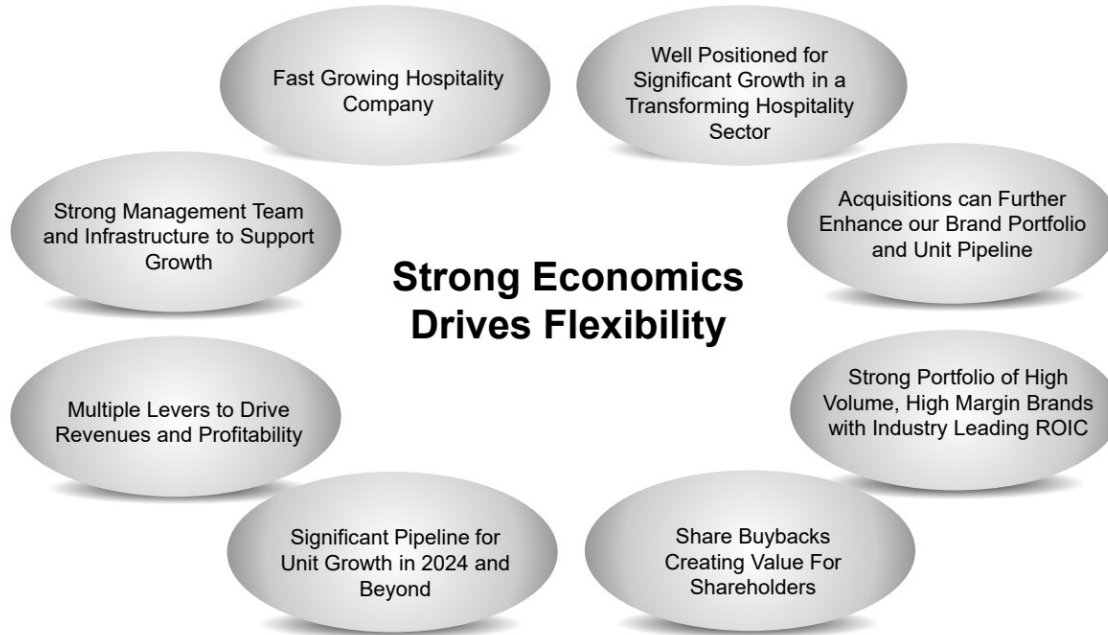 Fast Growing Hospitality
Company
Well Positioned for
Significant Growth in a
Transforming Hospitality
Sector
Strong Management Team
and Infrastructure to Support
Growth
Acquisitions can Further
Enhance our Brand Portfolio
and Unit Pipeline
Strong Economics
Drives Flexibility
Multiple Levers to Drive
Revenues and Profitability
Strong Portfolio of High
Volume, High Margin Brands
with Industry Leading ROIC
Significant Pipeline for
Unit Growth in 2024 and
Beyond
Share Buybacks
Creating Value For
Shareholders